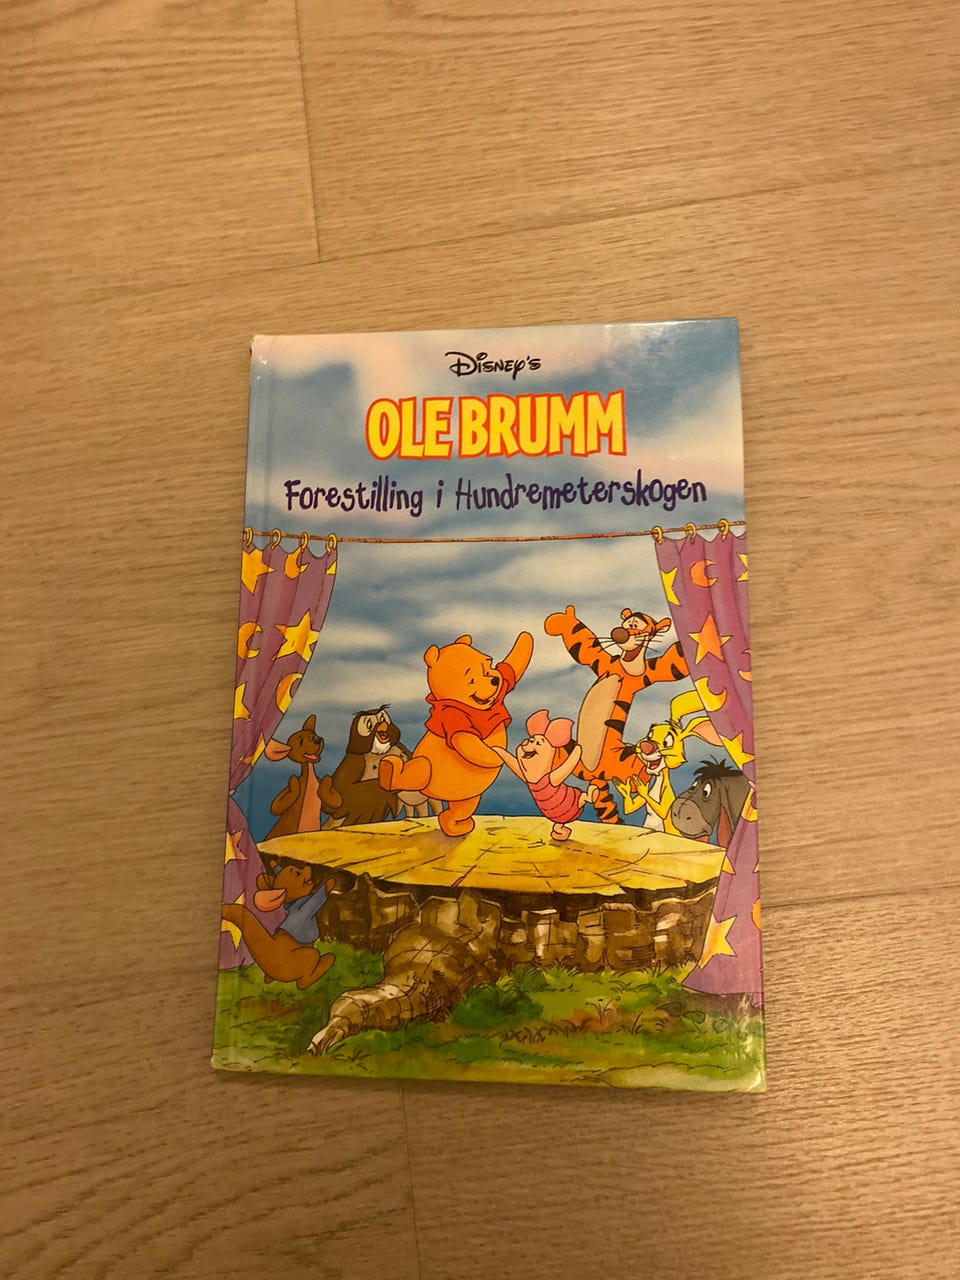 Disney's
OLE BRUMM
Forestilling i Hundremeterskogen